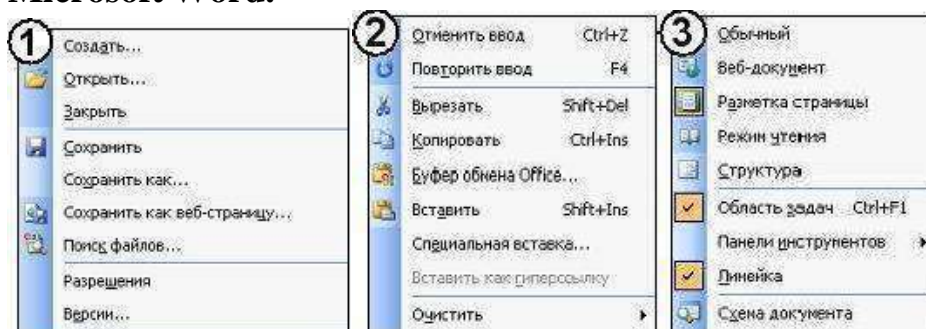 Microsoft Word.
1
Создать...
Открыть...
Закрыть
Сохранить
Сохранить как...
Сохранить как веб-страницу...
Поиск файлов...
Разрешения
Версии...
2
Отменить ввод Ctrl+Z
Повторить ввод F4
Вырезать Shift+Del
Копировать Ctrl+Ins
Буфер обмена Office...
Вставить Shift+Ins
Специальная вставка...
Вставить как гиперссылку
Очистить
3
Обычный
Веб-документ
Разметка страницы
Режим чтения
Структура
Область задач Ctrl+F1
Панели инструментов
Линейка
Схема документа